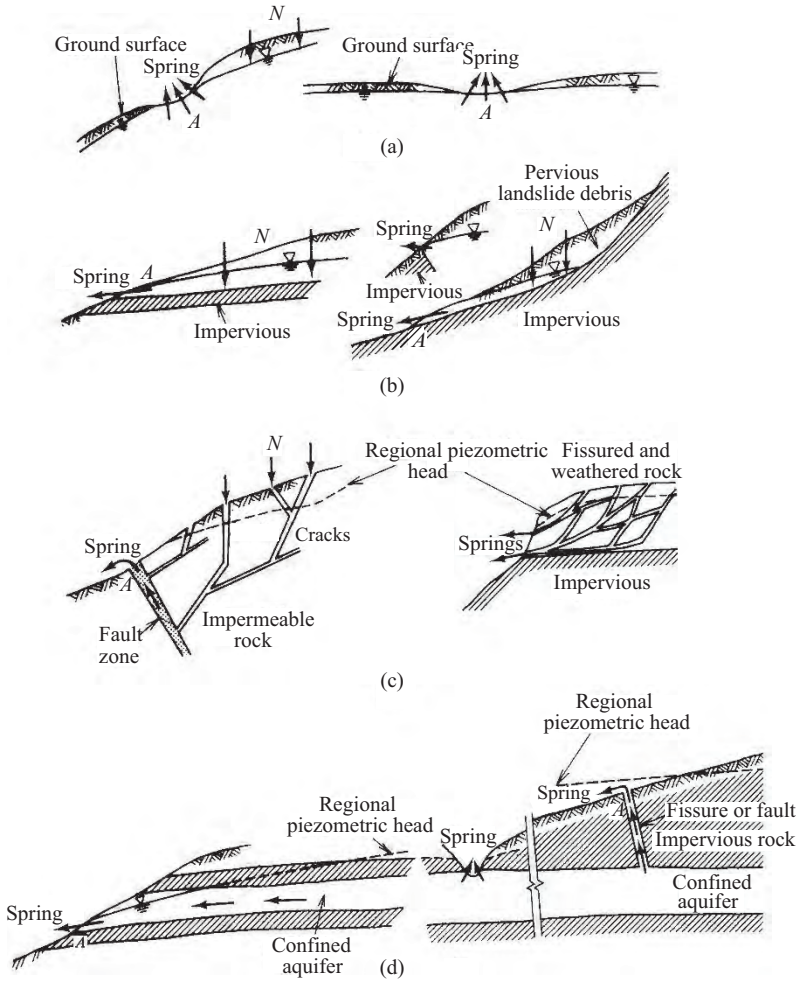 N
Ground surface
Spring
A
Ground surface
Spring
A
(a)
N
Spring
A
Impervious
Spring
Impervious
Pervious
landslide debris
N
Spring
A
Impervious
(b)
N
Spring
A
Cracks
Fault
zone
Impermeable
rock
Regional piezometric
head
Fissured and
weathered rock
Springs
Impervious
(c)
Regional
piezometric head
Spring
A
Confined
aquifer
Regional
piezometric head
Spring
Spring
A
Fissure or fault
Impervious rock
Confined
aquifer
(d)